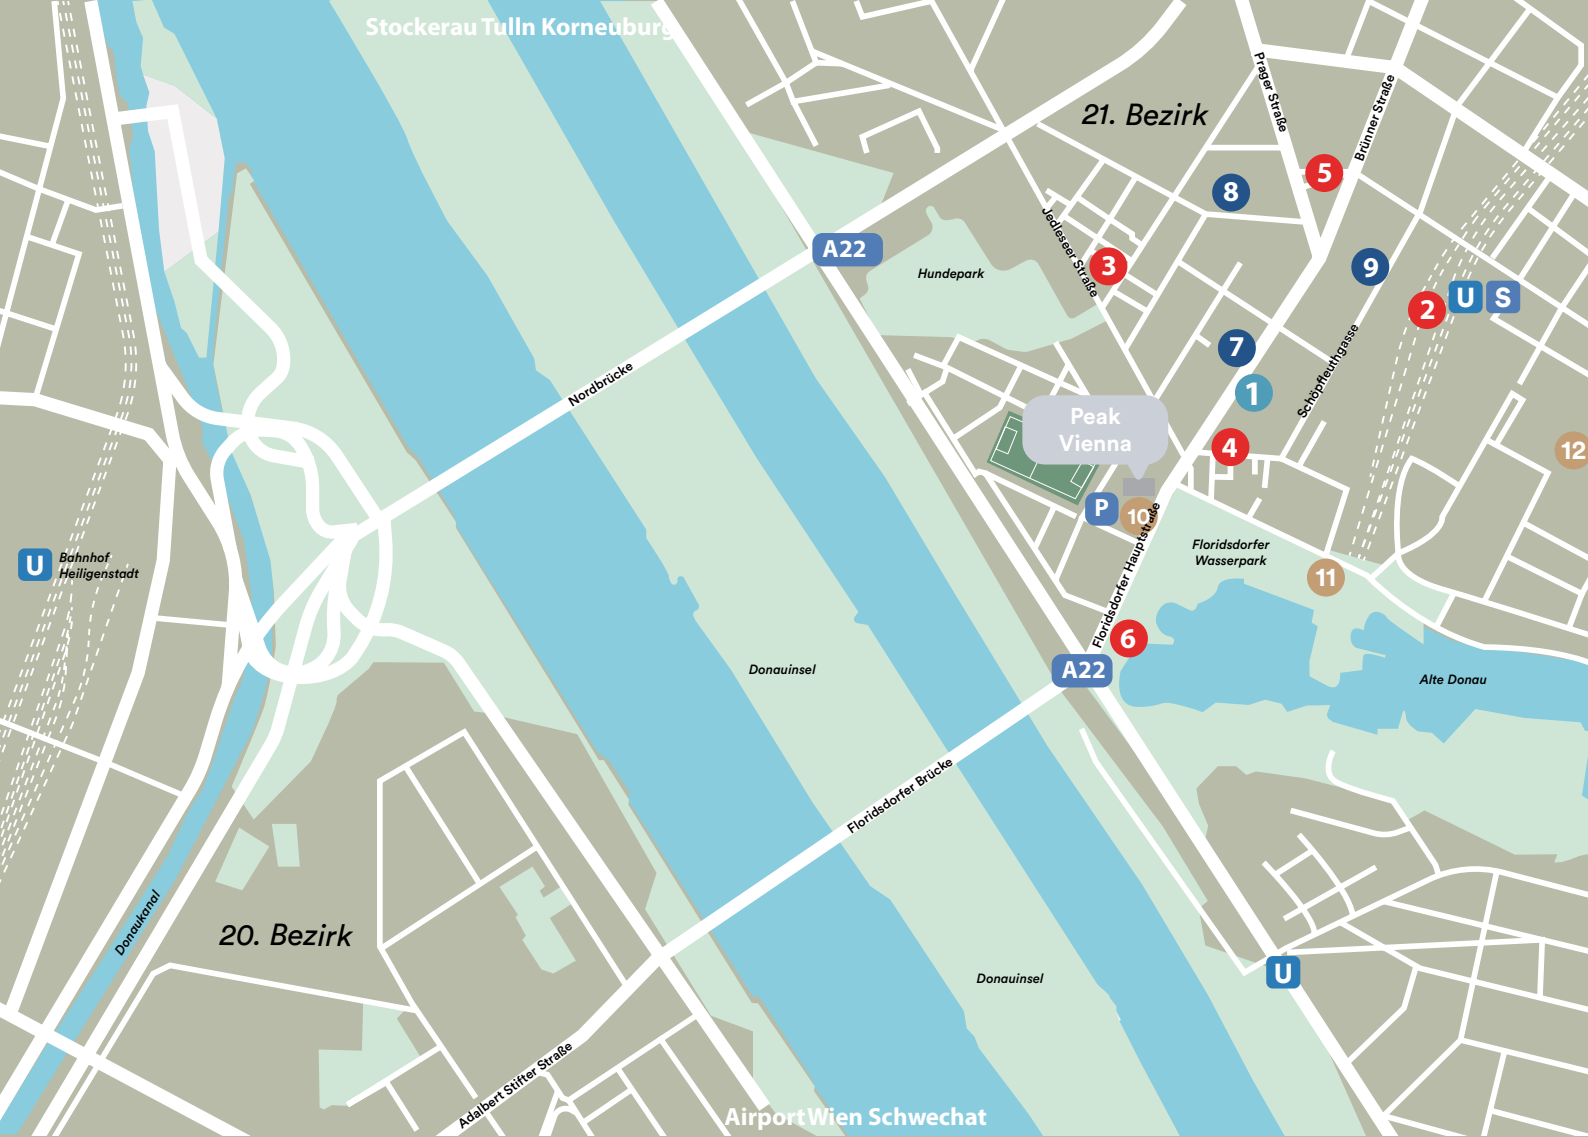 Stockerau Tulln Korneuburg
21. Bezirk
Prager Straße
Brünner Straße
5
8
Jedleseer Straße
3
A22
Hundepark
9
2
U
S
Nordbrücke
7
Schöpfleuthgasse
1
Peak
Vienna
4
12
P
10
Floridsdorfer Hauptstraße
Floridsdorfer
Wasserpark
U
Bahnhof
Heiligenstadt
11
6
Donauinsel
A22
Alte Donau
Floridsdorfer Brücke
Donaukanal
20. Bezirk
Donauinsel
U
Adalbert Stifter Straße
Airport Wien Schwechat